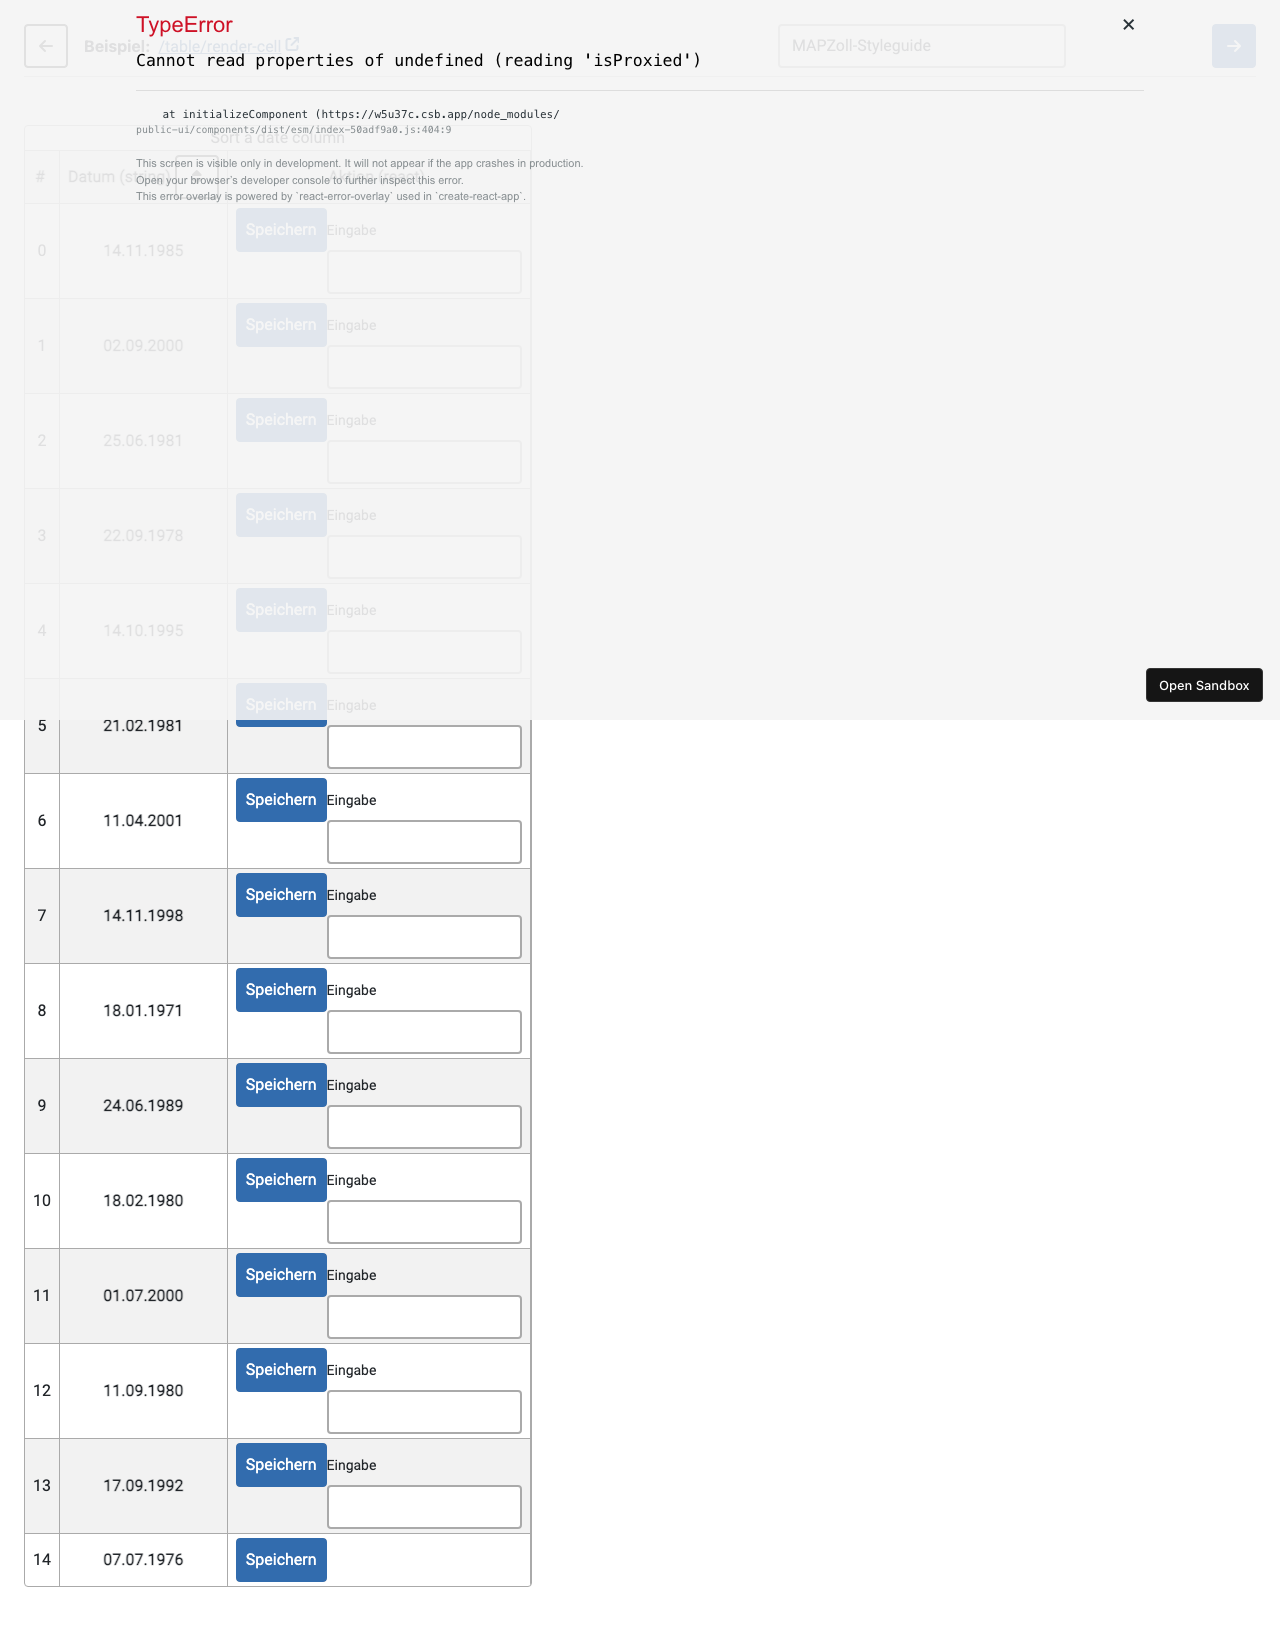 TypeError
×
← Beispiel: /table/render-cell MAPZoll-Styleguide →
Cannot read properties of undefined (reading 'isProxied')
at initializeComponent (https://w5u37c.csb.app/node_modules/
public-ui/components/dist/esm/index-50adf9a0.js:404:9
Sort a date column
This screen is visible only in development. It will not appear if the app crashes in production.
# Datum (string) Aktion (react)
Open your browser's developer console to further inspect this error.
This error overlay is powered by `react-error-overlay` used in `create-react-app`.
0 14.11.1985 Speichern Eingabe
1 02.09.2000 Speichern Eingabe
2 25.06.1981 Speichern Eingabe
3 22.09.1978 Speichern Eingabe
4 14.10.1995 Speichern Eingabe
Open Sandbox
5 21.02.1981 Speichern Eingabe
6 11.04.2001 Speichern Eingabe
7 14.11.1998 Speichern Eingabe
8 18.01.1971 Speichern Eingabe
9 24.06.1989 Speichern Eingabe
10 18.02.1980 Speichern Eingabe
11 01.07.2000 Speichern Eingabe
12 11.09.1980 Speichern Eingabe
13 17.09.1992 Speichern Eingabe
14 07.07.1976 Speichern